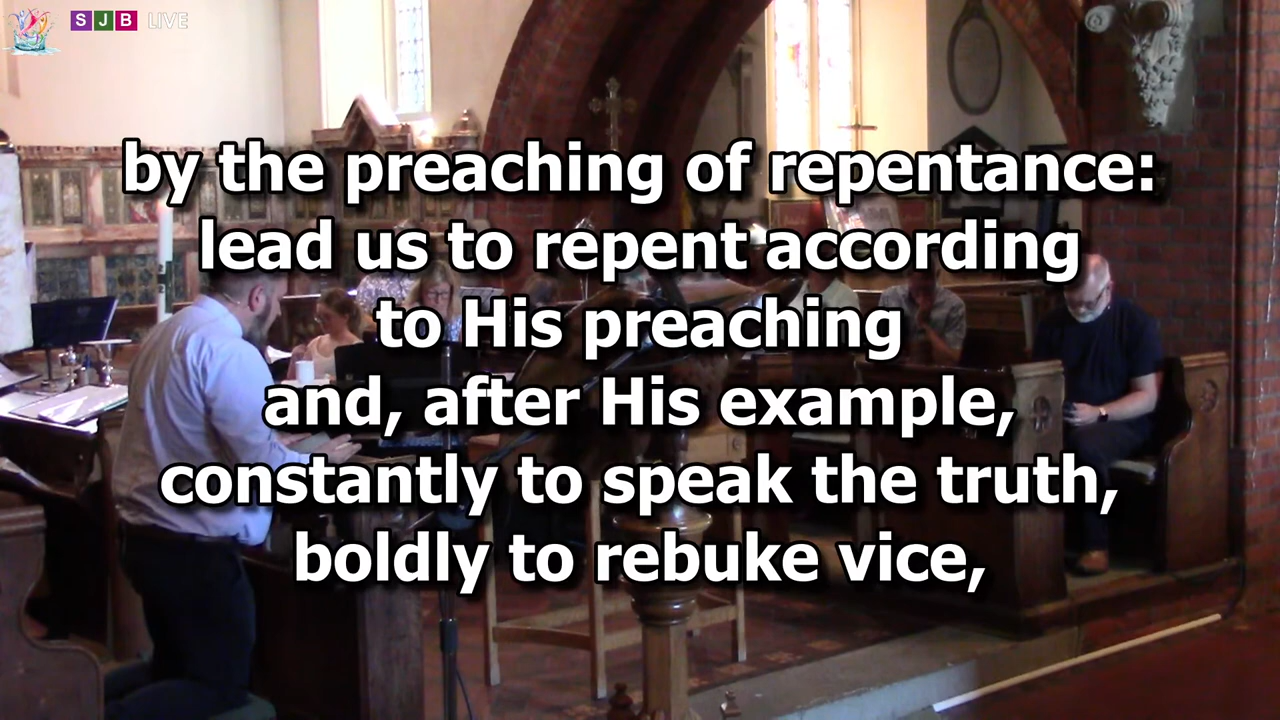 SJB LIVE
by the preaching of repentance:
lead us to repent according
to His preaching
and, after His example,
constantly to speak the truth,
boldly to rebuke vice,